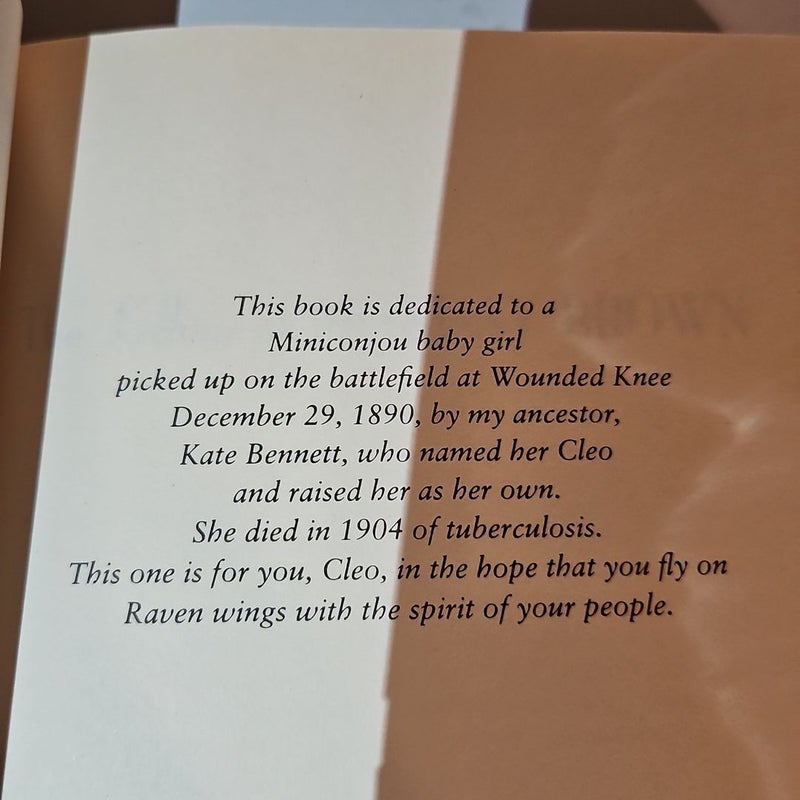 This book is dedicated to a
Miniconjou baby girl
picked up on the battlefield at Wounded Knee
December 29, 1890, by my ancestor,
Kate Bennett, who named her Cleo
and raised her as her own.
She died in 1904 of tuberculosis.
This one is for you, Cleo, in the hope that you fly on
Raven wings with the spirit of your people.